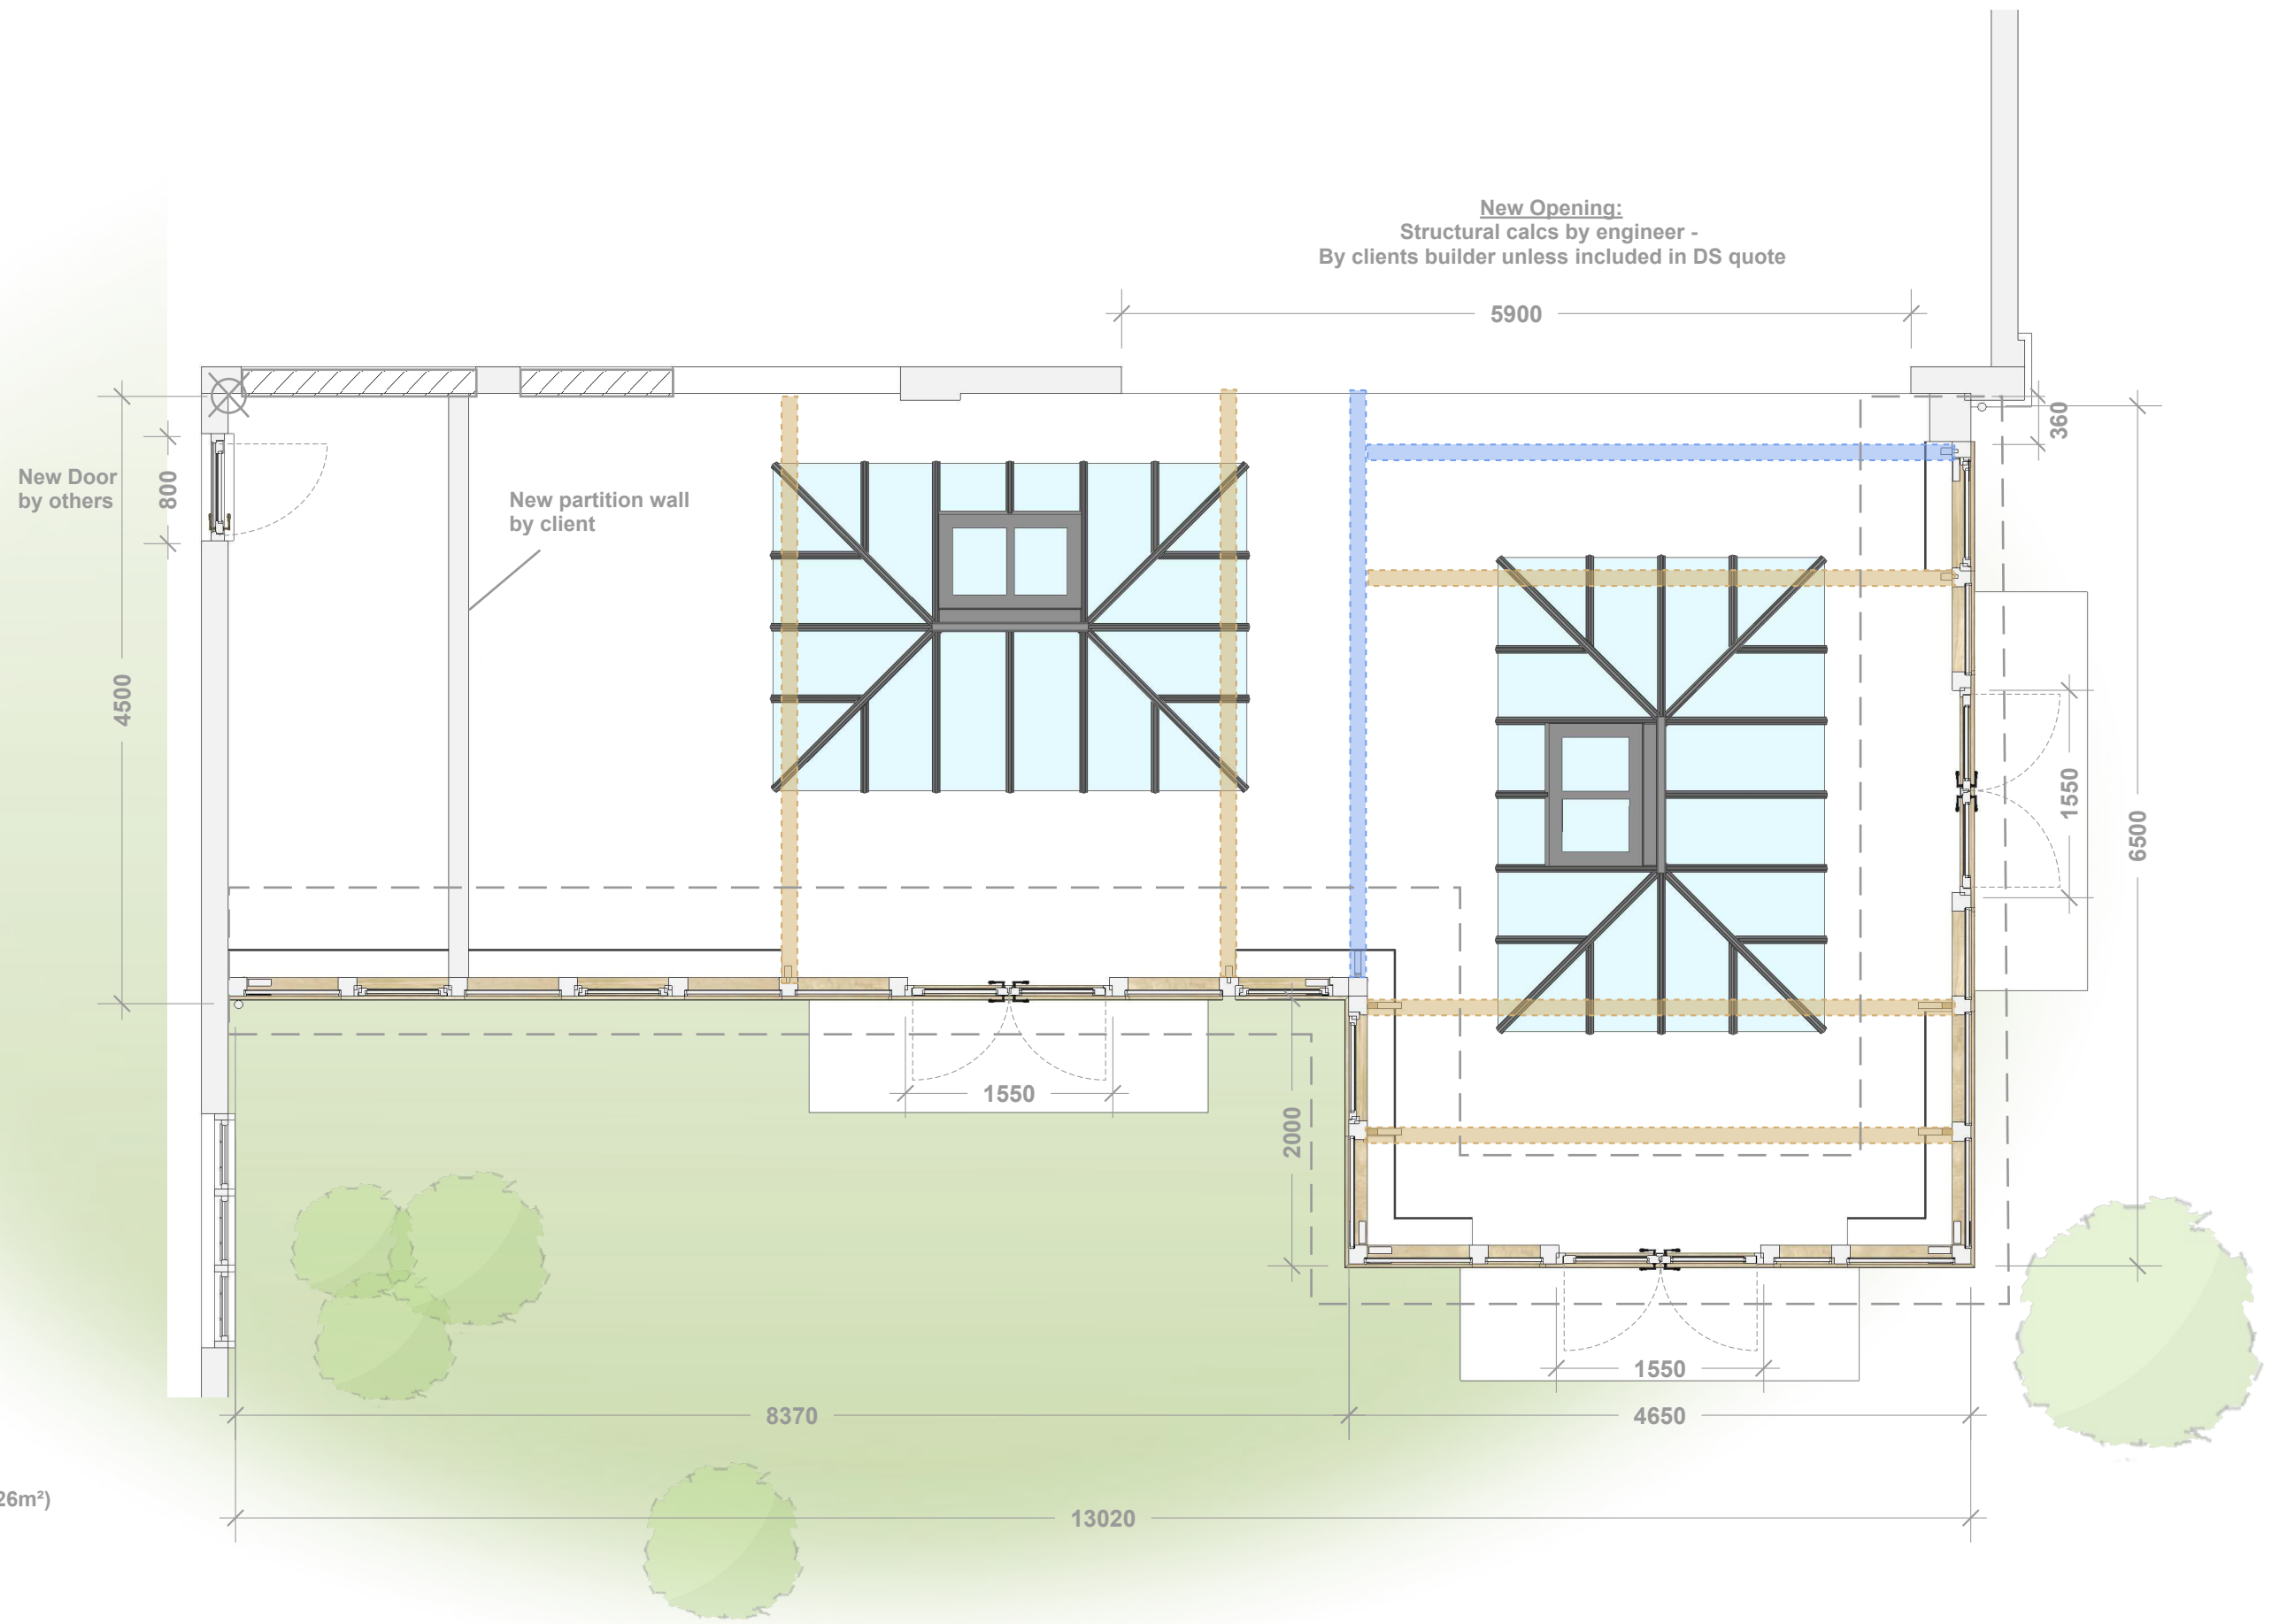 New Opening:
Structural calcs by engineer -
By clients builder unless included in DS quote
5900
360
New Door
by others
800
New partition wall
by client
4500
1550
6500
1550
2000
1550
8370
4650
26m²)
13020